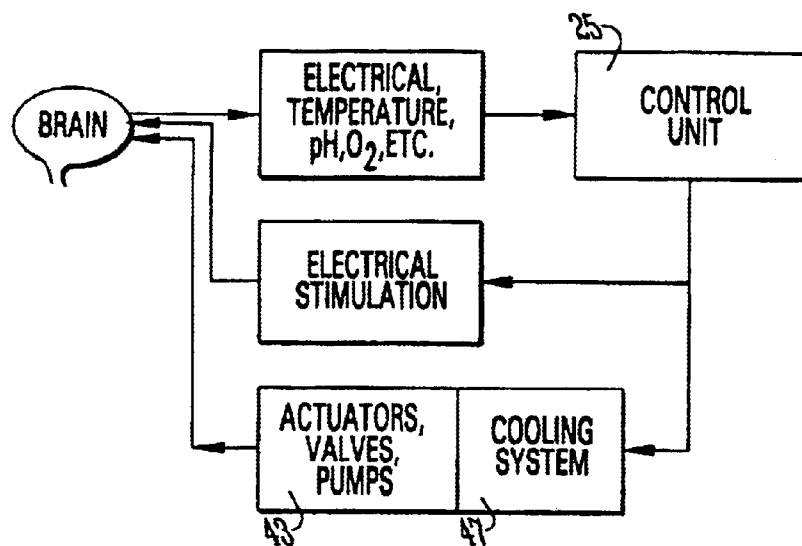 25
BRAIN
ELECTRICAL,
TEMPERATURE,
pH,O2,ETC.
CONTROL
UNIT
ELECTRICAL
STIMULATION
ACTUATORS,
VALVES,
PUMPS
COOLING
SYSTEM
43
47